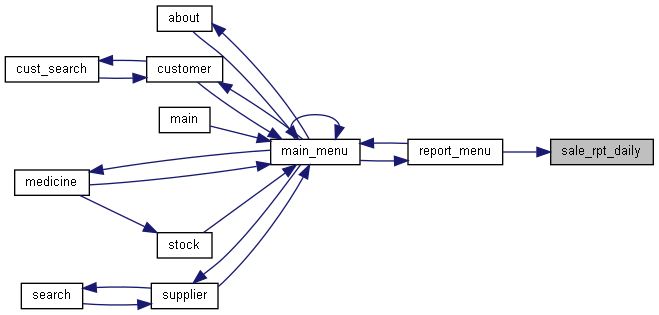 about
cust_search
customer
main
main_menu
report_menu
sale_rpt_daily
medicine
stock
search
supplier